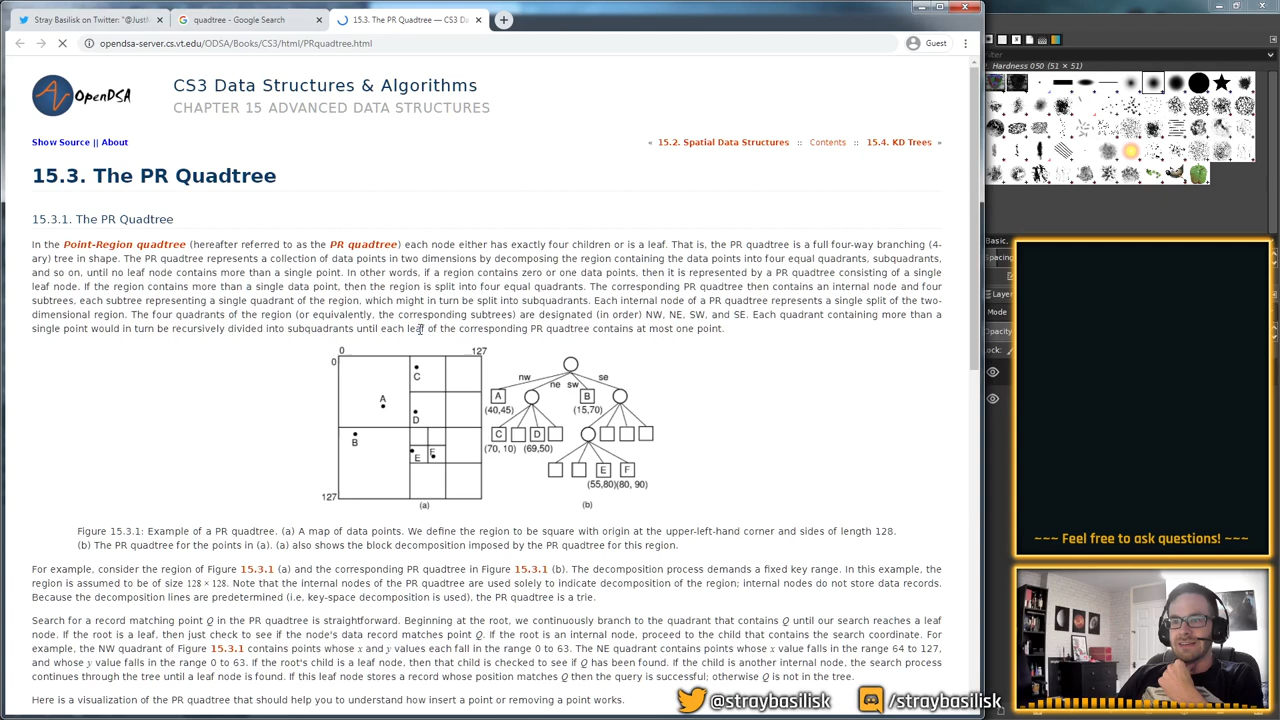 Stray Basilisk on Twitter: "@JustI
quadtree - Google Search
15.3. The PR Quadtree — CS3 Da
opendsa-server.cs.vt.edu/ODSA/Books/CS3/html/PRquadtree.html
Guest
OpenDSA
CS3 Data Structures & Algorithms
CHAPTER 15 ADVANCED DATA STRUCTURES
Show Source || About
« 15.2. Spatial Data Structures :: Contents :: 15.4. KD Trees »
15.3. The PR Quadtree
15.3.1. The PR Quadtree
In the Point-Region quadtree (hereafter referred to as the PR quadtree) each node either has exactly four children or is a leaf. That is, the PR quadtree is a full four-way branching (4-
ary) tree in shape. The PR quadtree represents a collection of data points in two dimensions by decomposing the region containing the data points into four equal quadrants, subquadrants,
and so on, until no leaf node contains more than a single point. In other words, if a region contains zero or one data points, then it is represented by a PR quadtree consisting of a single
leaf node. If the region contains more than a single data point, then the region is split into four equal quadrants. The corresponding PR quadtree then contains an internal node and four
subtrees, each subtree representing a single quadrant of the region, which might in turn be split into subquadrants. Each internal node of a PR quadtree represents a single split of the two-
dimensional region. The four quadrants of the region (or equivalently, the corresponding subtrees) are designated (in order) NW, NE, SW, and SE. Each quadrant containing more than a
single point would in turn be recursively divided into subquadrants until each leaf of the corresponding PR quadtree contains at most one point.
0 127
0
C
A
D
B
E F
127
(a)
nw ne sw se
A B
(40,45) (15,70)
C D
(70, 10) (69,50)
E F
(55,80) (80, 90)
(b)
Figure 15.3.1: Example of a PR quadtree. (a) A map of data points. We define the region to be square with origin at the upper-left-hand corner and sides of length 128.
(b) The PR quadtree for the points in (a). (a) also shows the block decomposition imposed by the PR quadtree for this region.
For example, consider the region of Figure 15.3.1 (a) and the corresponding PR quadtree in Figure 15.3.1 (b). The decomposition process demands a fixed key range. In this example, the
region is assumed to be of size 128 × 128. Note that the internal nodes of the PR quadtree are used solely to indicate decomposition of the region; internal nodes do not store data records.
Because the decomposition lines are predetermined (i.e, key-space decomposition is used), the PR quadtree is a trie.
Search for a record matching point Q in the PR quadtree is straightforward. Beginning at the root, we continuously branch to the quadrant that contains Q until our search reaches a leaf
node. If the root is a leaf, then just check to see if the node's data record matches point Q. If the root is an internal node, proceed to the child that contains the search coordinate. For
example, the NW quadrant of Figure 15.3.1 contains points whose x and y values each fall in the range 0 to 63. The NE quadrant contains points whose x value falls in the range 64 to 127,
and whose y value falls in the range 0 to 63. If the root's child is a leaf node, then that child is checked to see if Q has been found. If the child is another internal node, the search process
continues through the tree until a leaf node is found. If this leaf node stores a record whose position matches Q then the query is successful; otherwise Q is not in the tree.
Here is a visualization of the PR quadtree that should help you to understand how insert a point or removing a point works.
Hardness 050 (51 × 51)
Basic,
Spacing
Layer
Mode
Opacity
Lock:
~~~ Feel free to ask questions! ~~~
@straybasilisk
/straybasilisk